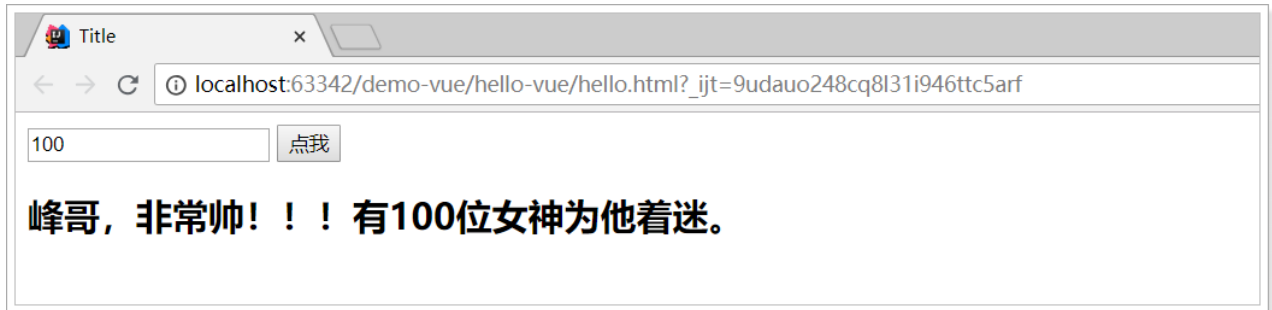 Title
localhost:63342/demo-vue/hello-vue/hello.html?_ijt=9udauo248cq8l31i946ttc5arf
100 点我
峰哥，非常帅！！！有100位女神为他着迷。